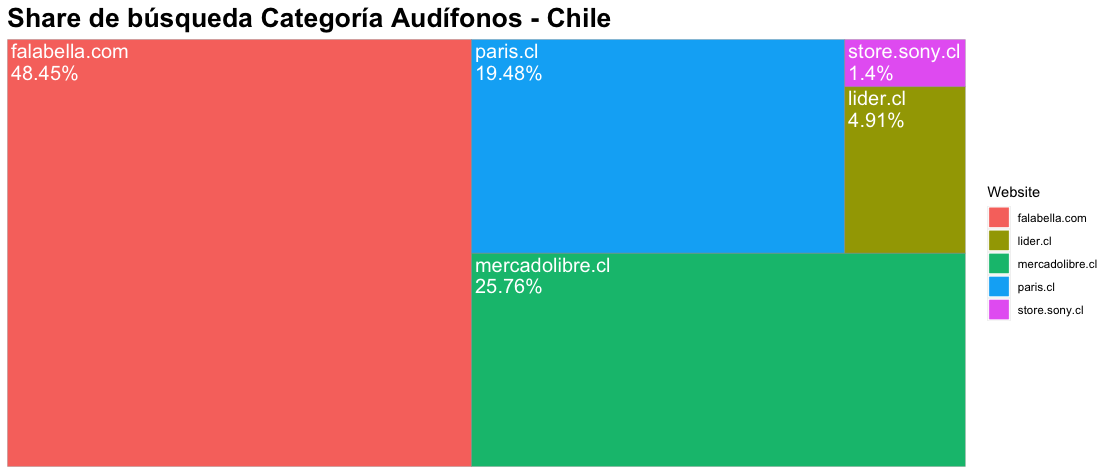 Share de búsqueda Categoría Audífonos - Chile
falabella.com
48.45%
paris.cl
19.48%
store.sony.cl
1.4%
lider.cl
4.91%
mercadolibre.cl
25.76%
Website
falabella.com
lider.cl
mercadolibre.cl
paris.cl
store.sony.cl